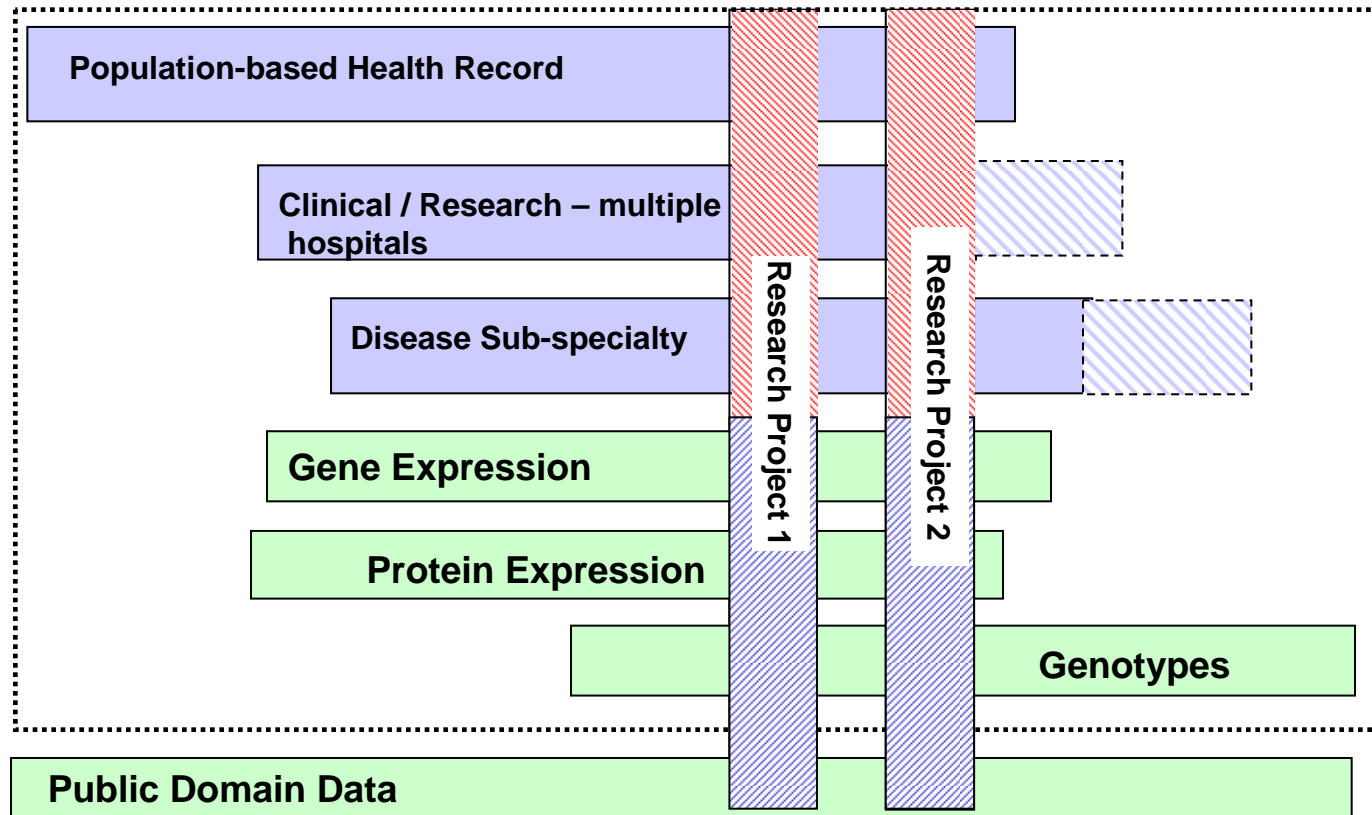 Population-based Health Record
Clinical / Research – multiple
hospitals
Disease Sub-specialty
Research Project 1
Research Project 2
Gene Expression
Protein Expression
Genotypes
Public Domain Data